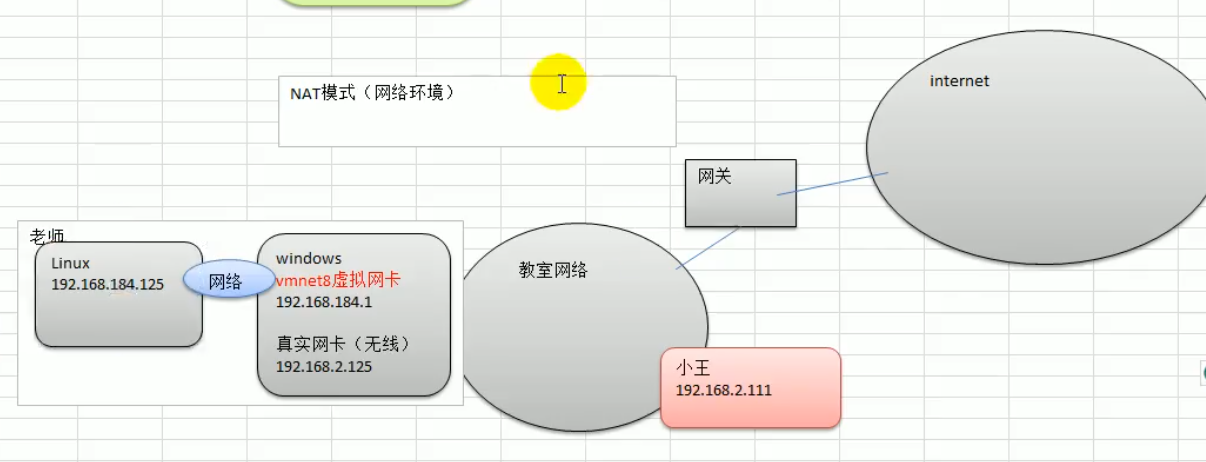 NAT模式（网络环境）
internet
网关
老师
Linux
192.168.184.125
网络
windows
vmnet8虚拟网卡
192.168.184.1
真实网卡（无线）
192.168.2.125
教室网络
小王
192.168.2.111